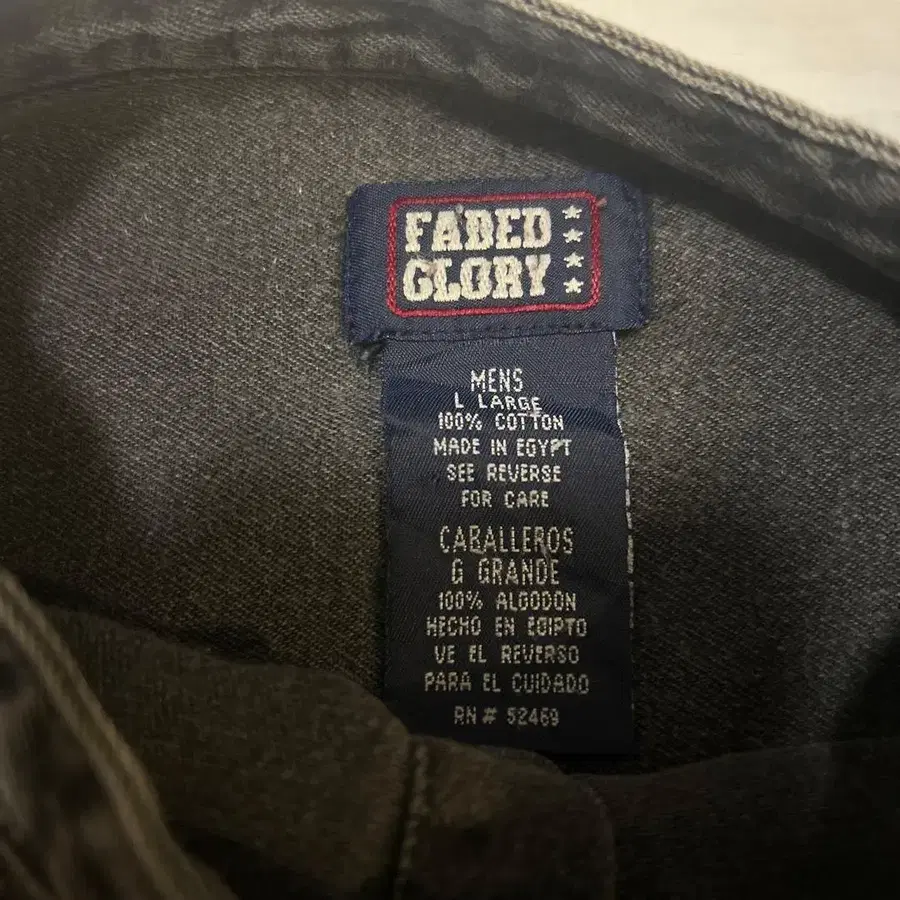 FADED
GLORY
MENS
L LARGE
100% COTTON
MADE IN EGYPT
SEE REVERSE
FOR CARE
CABALLEROS
G GRANDE
100% ALGODON
HECHO EN EGIPTO
VE EL REVERSO
PARA EL CUIDADO
RN # 52469